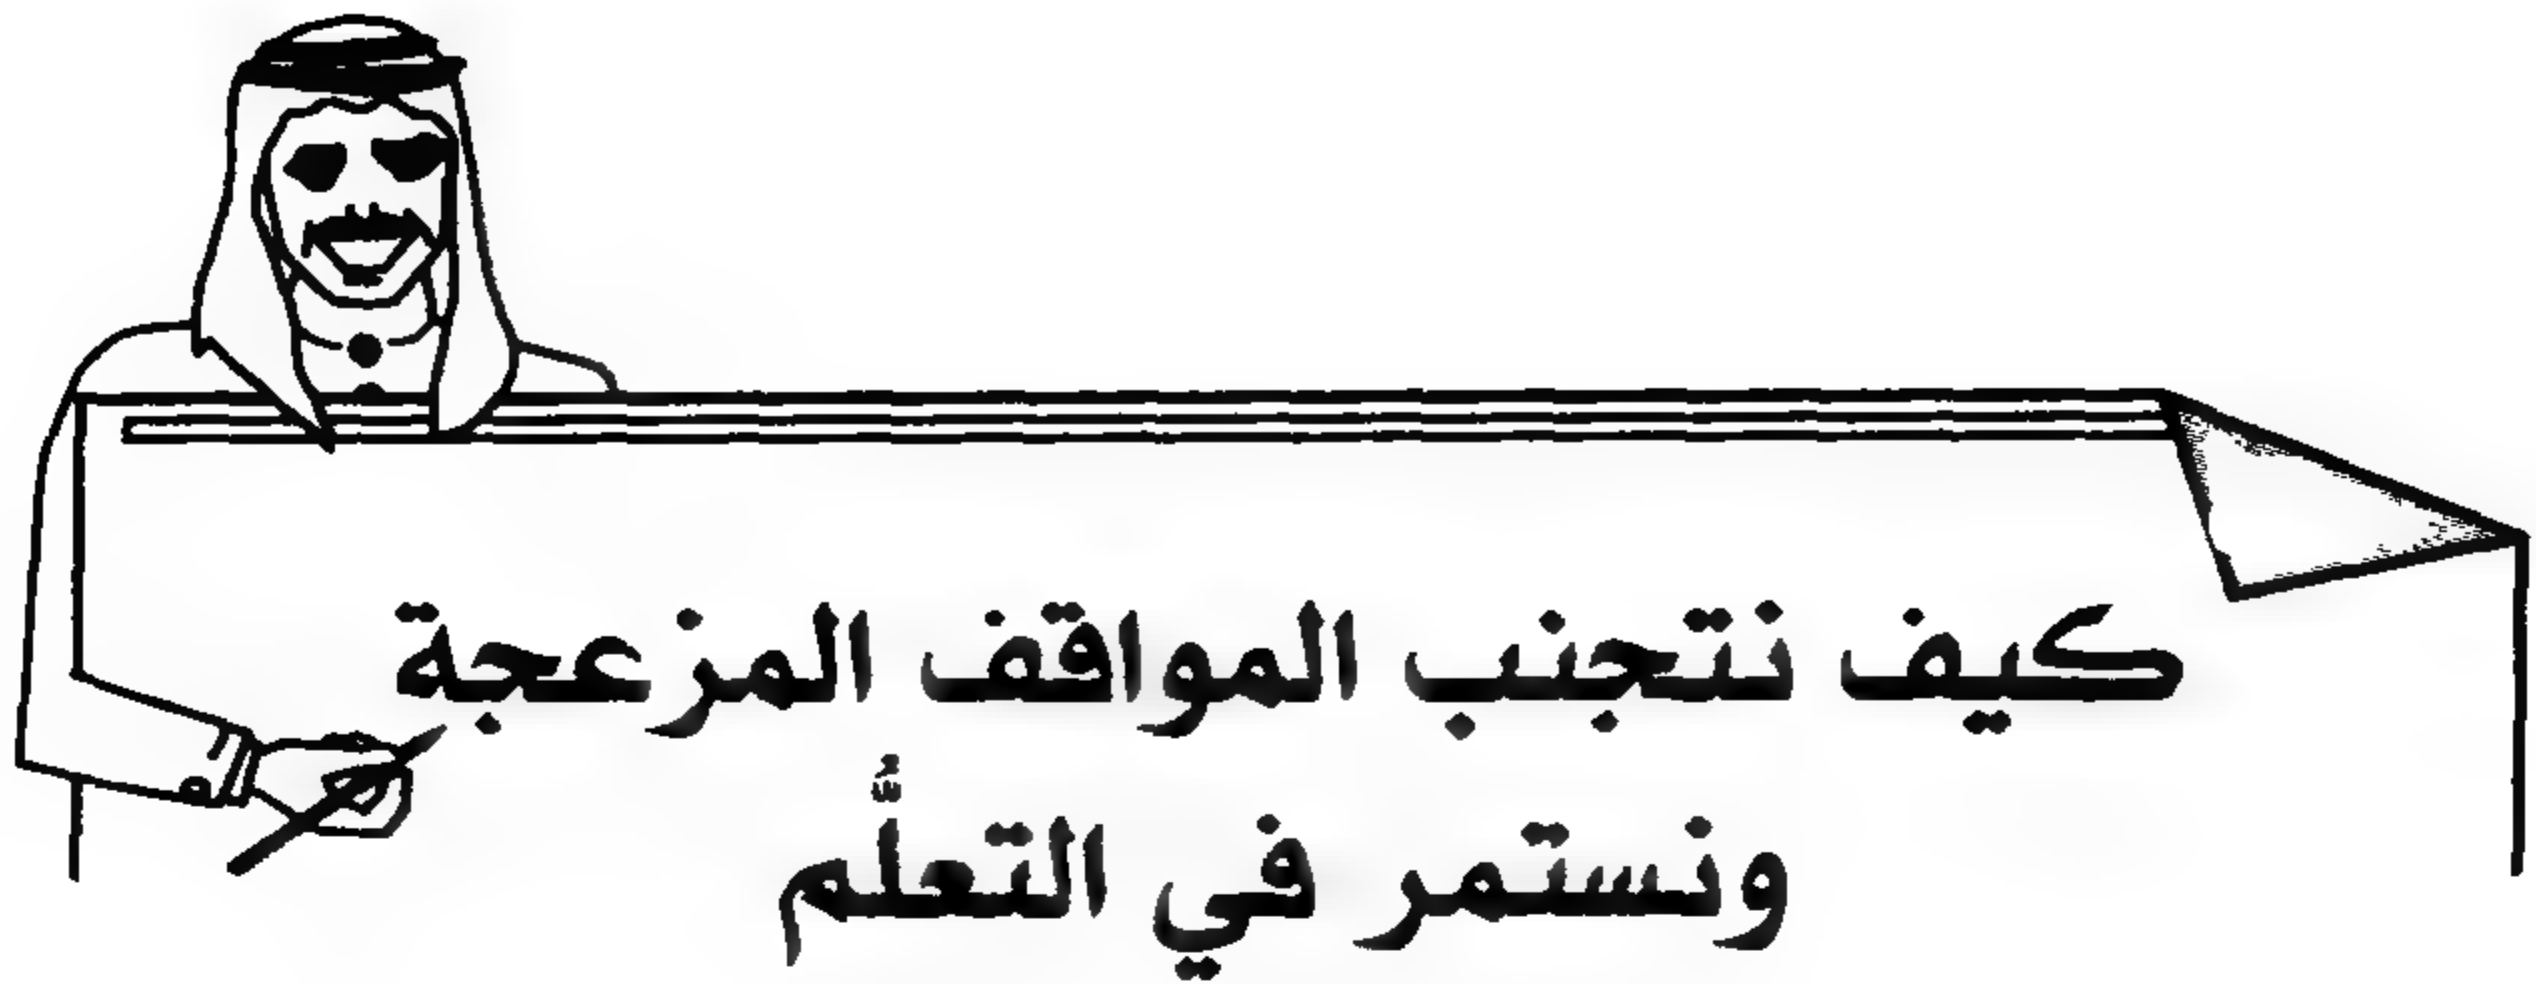 كيف نتجنب المواقف المزعجة
ونستمر في التعلُّم